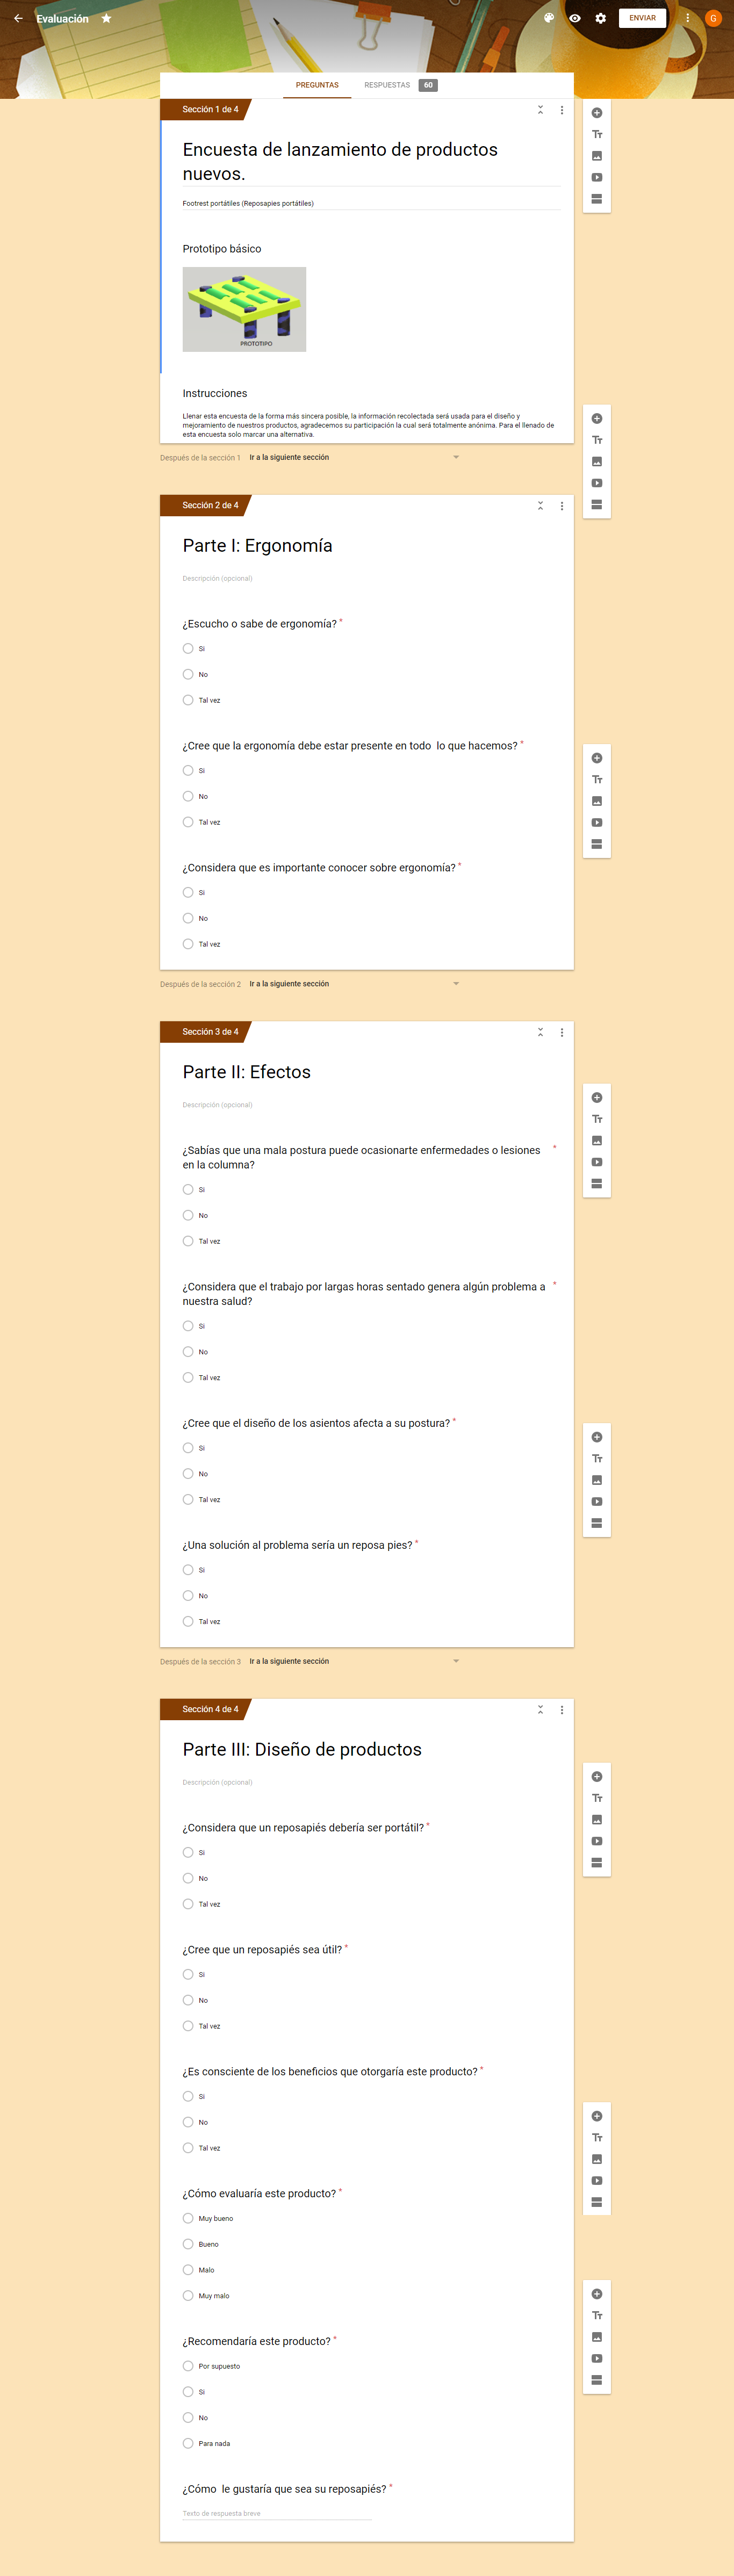 Evaluación
ENVIAR
G
PREGUNTAS
RESPUESTAS 60
Sección 1 de 4
Encuesta de lanzamiento de productos
nuevos.
Footrest portátiles (Reposapies portátiles)
Prototipo básico
PROTOTIPO
Instrucciones
Llenar esta encuesta de la forma más sincera posible, la información recolectada será usada para el diseño y
mejoramiento de nuestros productos, agradecemos su participación la cual será totalmente anónima. Para el llenado de
esta encuesta solo marcar una alternativa.
Después de la sección 1 Ir a la siguiente sección
Sección 2 de 4
Parte I: Ergonomía
Descripción (opcional)
¿Escucho o sabe de ergonomía? *
Si
No
Tal vez
¿Cree que la ergonomía debe estar presente en todo  lo que hacemos? *
Si
No
Tal vez
¿Considera que es importante conocer sobre ergonomía? *
Si
No
Tal vez
Después de la sección 2 Ir a la siguiente sección
Sección 3 de 4
Parte II: Efectos
Descripción (opcional)
¿Sabías que una mala postura puede ocasionarte enfermedades o lesiones *
en la columna?
Si
No
Tal vez
¿Considera que el trabajo por largas horas sentado genera algún problema a *
nuestra salud?
Si
No
Tal vez
¿Cree que el diseño de los asientos afecta a su postura? *
Si
No
Tal vez
¿Una solución al problema sería un reposa pies? *
Si
No
Tal vez
Después de la sección 3 Ir a la siguiente sección
Sección 4 de 4
Parte III: Diseño de productos
Descripción (opcional)
¿Considera que un reposapiés debería ser portátil? *
Si
No
Tal vez
¿Cree que un reposapiés sea útil? *
Si
No
Tal vez
¿Es consciente de los beneficios que otorgaría este producto? *
Si
No
Tal vez
¿Cómo evaluaría este producto? *
Muy bueno
Bueno
Malo
Muy malo
¿Recomendaría este producto? *
Por supuesto
Si
No
Para nada
¿Cómo  le gustaría que sea su reposapiés? *
Texto de respuesta breve